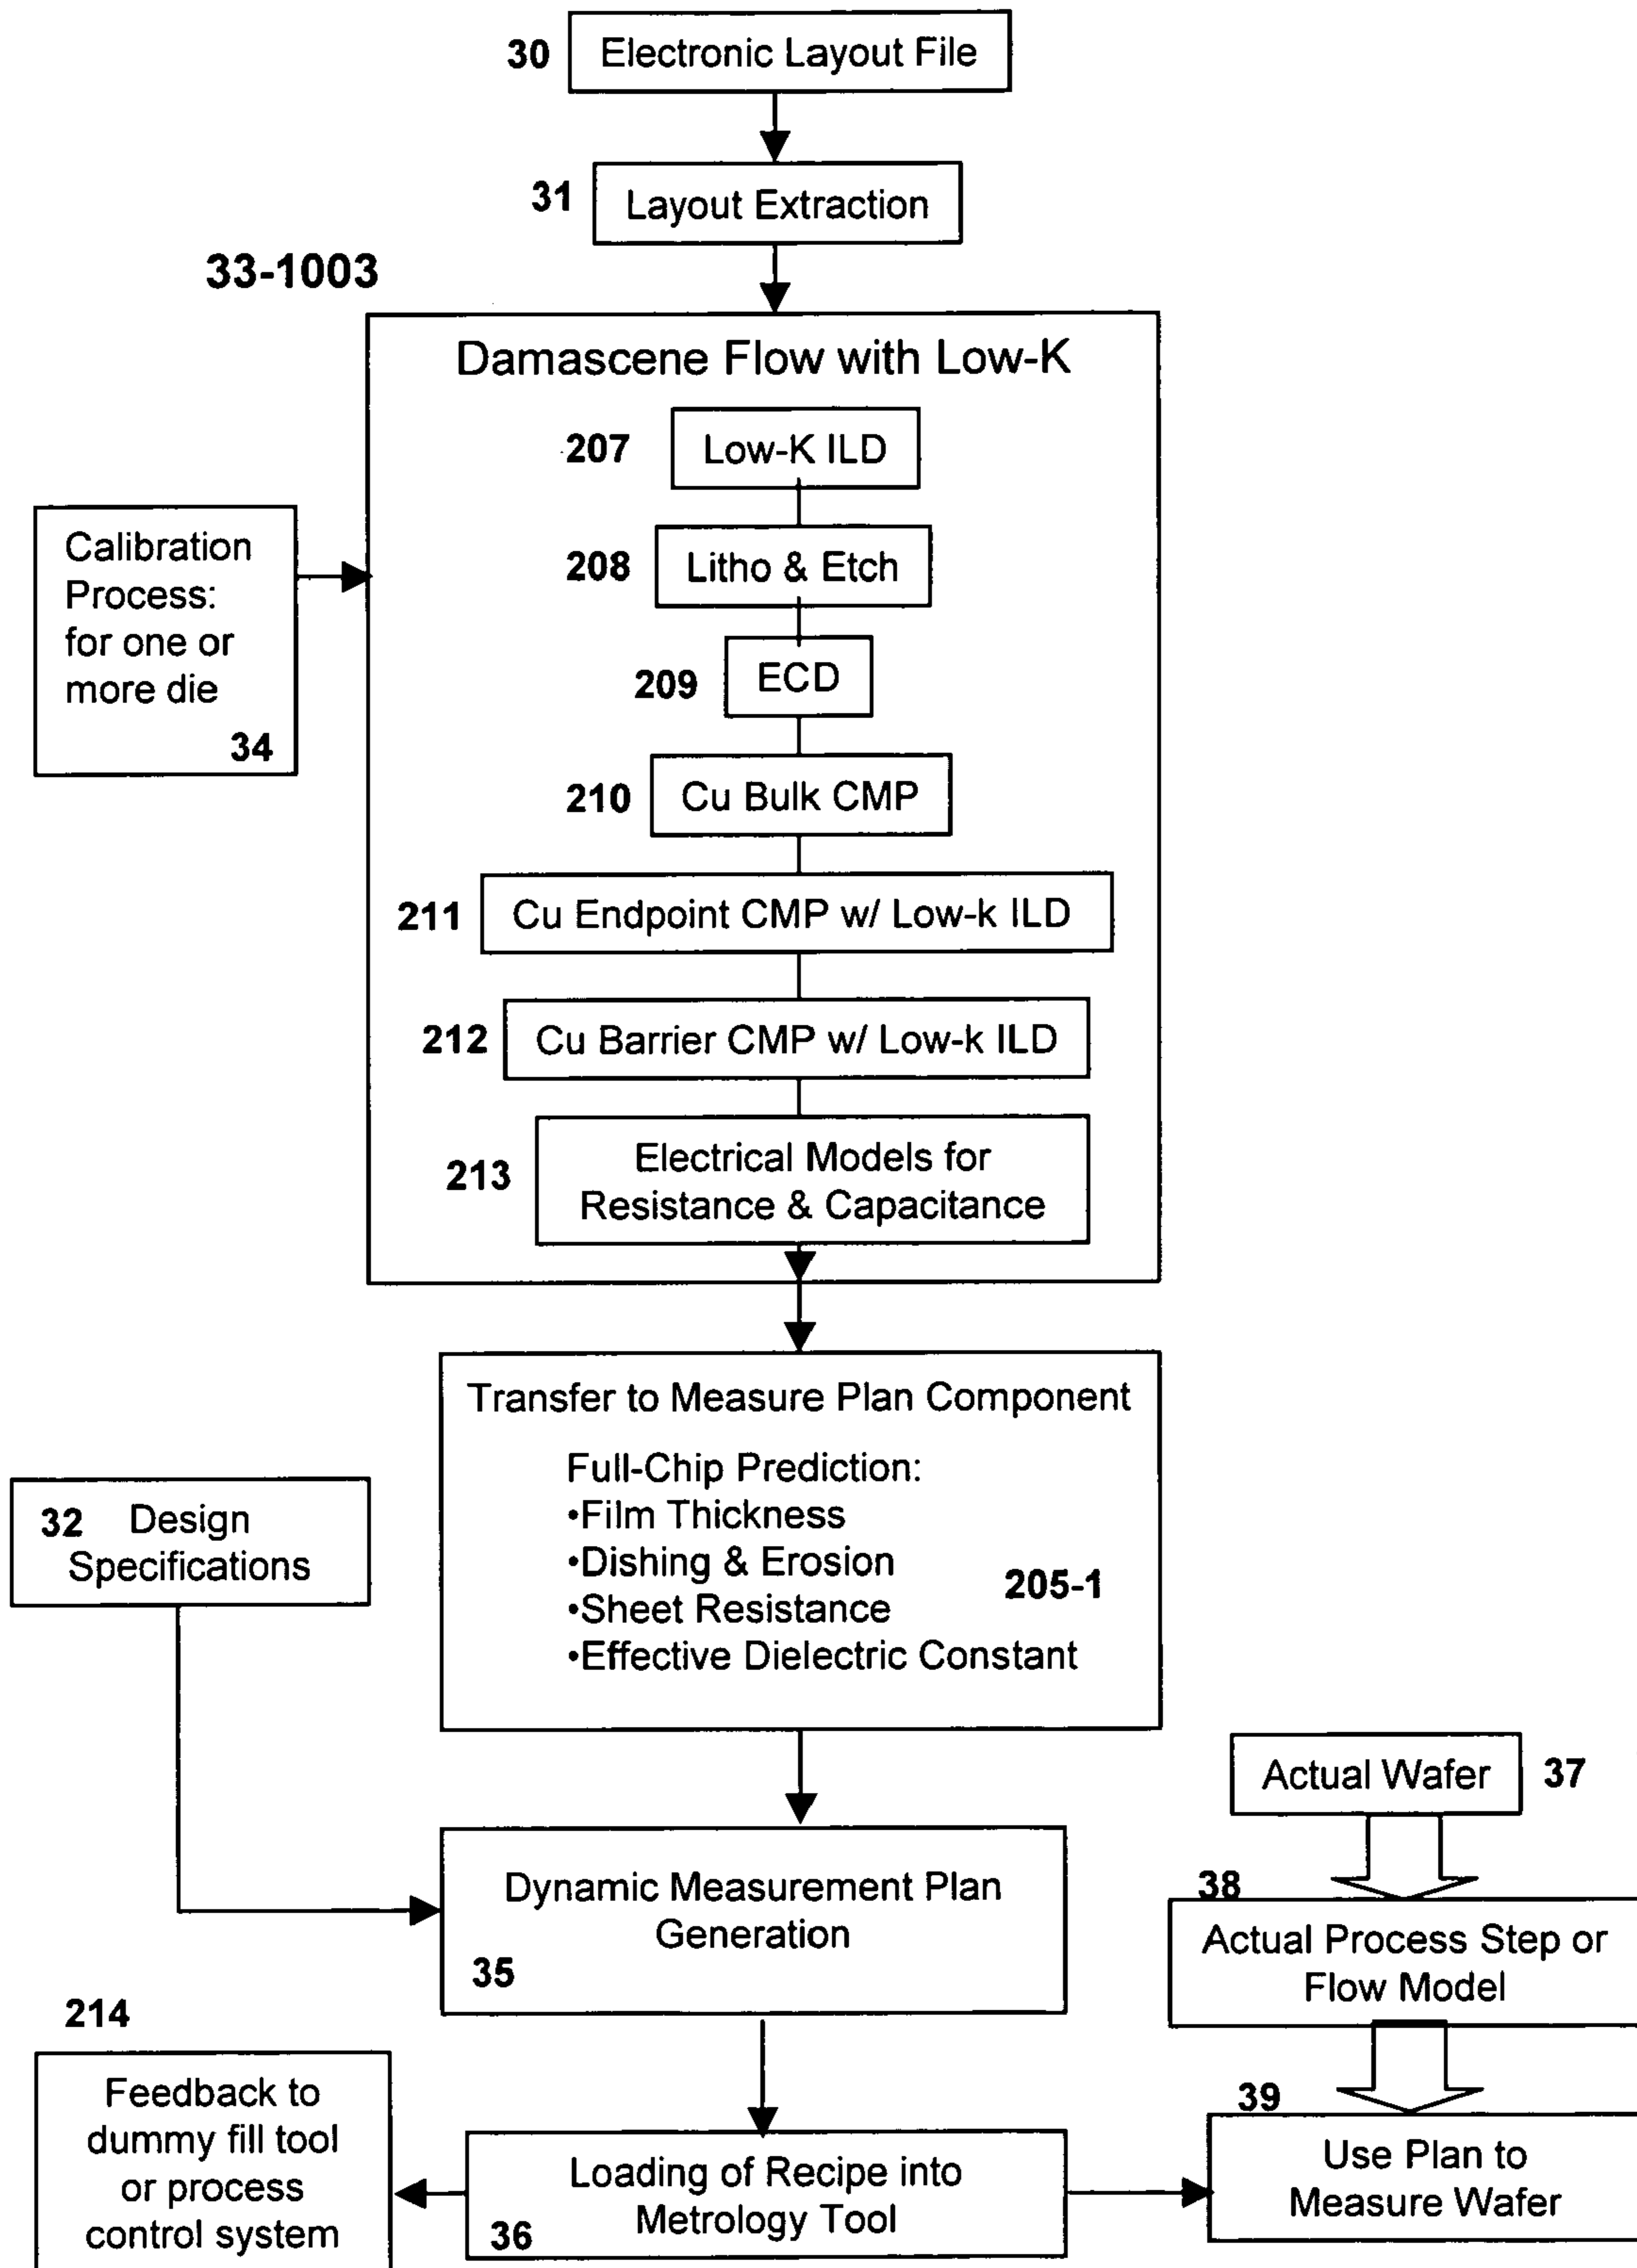 30 Electronic Layout File
31 Layout Extraction
33-1003
Damascene Flow with Low-K
207 Low-K ILD
208 Litho & Etch
209 ECD
210 Cu Bulk CMP
211 Cu Endpoint CMP w/ Low-k ILD
212 Cu Barrier CMP w/ Low-k ILD
213 Electrical Models for
Resistance & Capacitance
Calibration
Process:
for one or
more die
34
Transfer to Measure Plan Component
Full-Chip Prediction:
•Film Thickness
•Dishing & Erosion
•Sheet Resistance
•Effective Dielectric Constant
205-1
32 Design
Specifications
Dynamic Measurement Plan
Generation
35
Actual Wafer 37
38
Actual Process Step or
Flow Model
214
Feedback to
dummy fill tool
or process
control system
Loading of Recipe into
Metrology Tool
36
39
Use Plan to
Measure Wafer